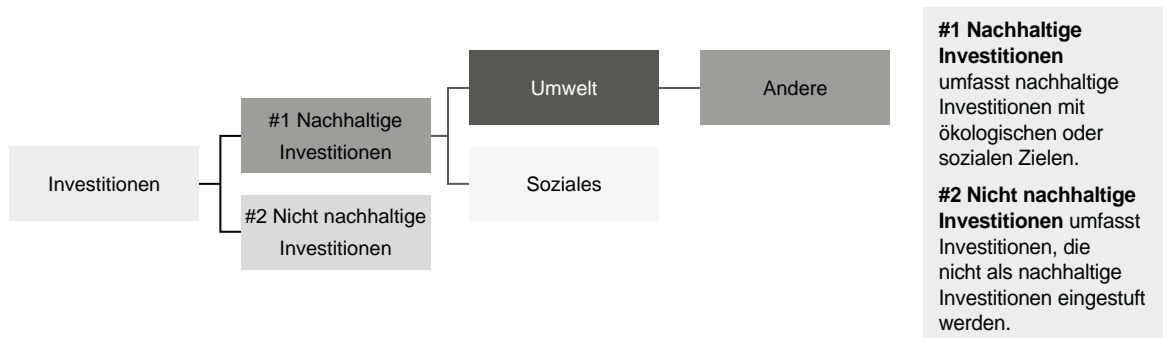 Investitionen
#1 Nachhaltige
Investitionen
#2 Nicht nachhaltige
Investitionen
Umwelt
Soziales
Andere
#1 Nachhaltige
Investitionen
umfasst nachhaltige
Investitionen mit
ökologischen oder
sozialen Zielen.
#2 Nicht nachhaltige
Investitionen umfasst
Investitionen, die
nicht als nachhaltige
Investitionen eingestuft
werden.